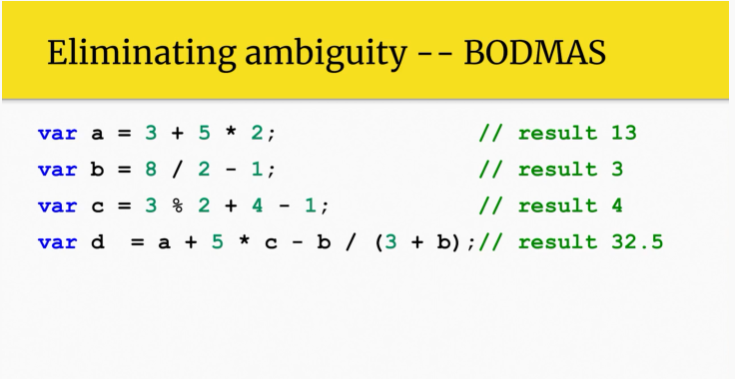 Eliminating ambiguity -- BODMAS
var a = 3 + 5 * 2; // result 13
var b = 8 / 2 - 1; // result 3
var c = 3 % 2 + 4 - 1; // result 4
var d = a + 5 * c - b / (3 + b);// result 32.5